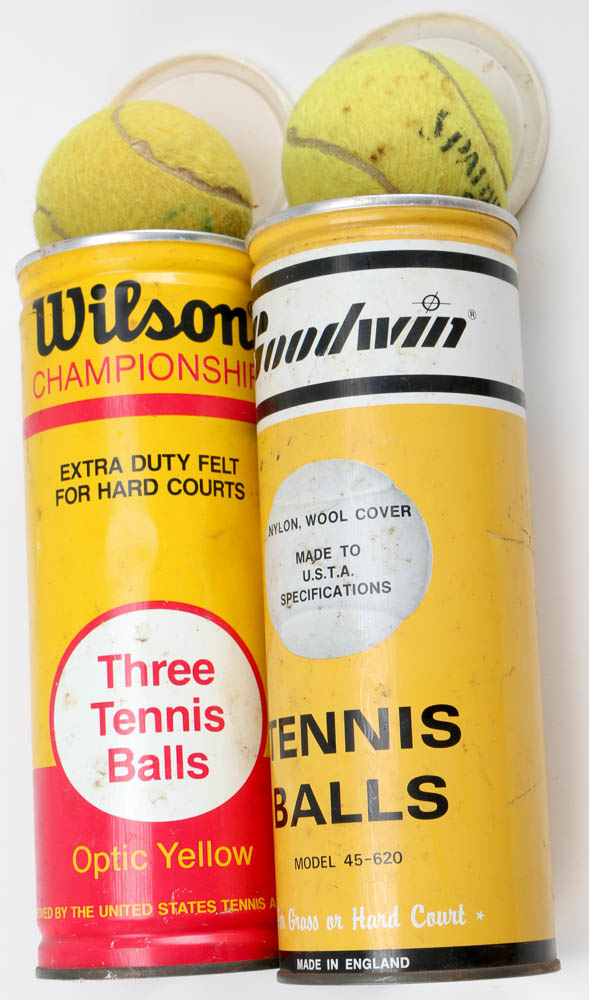 Wilson
CHAMPIONSHIP
EXTRA DUTY FELT
FOR HARD COURTS
Three
Tennis
Balls
Optic Yellow
BY THE UNITED STATES TENNIS
SPALD
Goodwin®
NYLON, WOOL COVER
MADE TO
U.S.T.A.
SPECIFICATIONS
TENNIS
BALLS
MODEL 45-620
Grass or Hard Court *
MADE IN ENGLAND